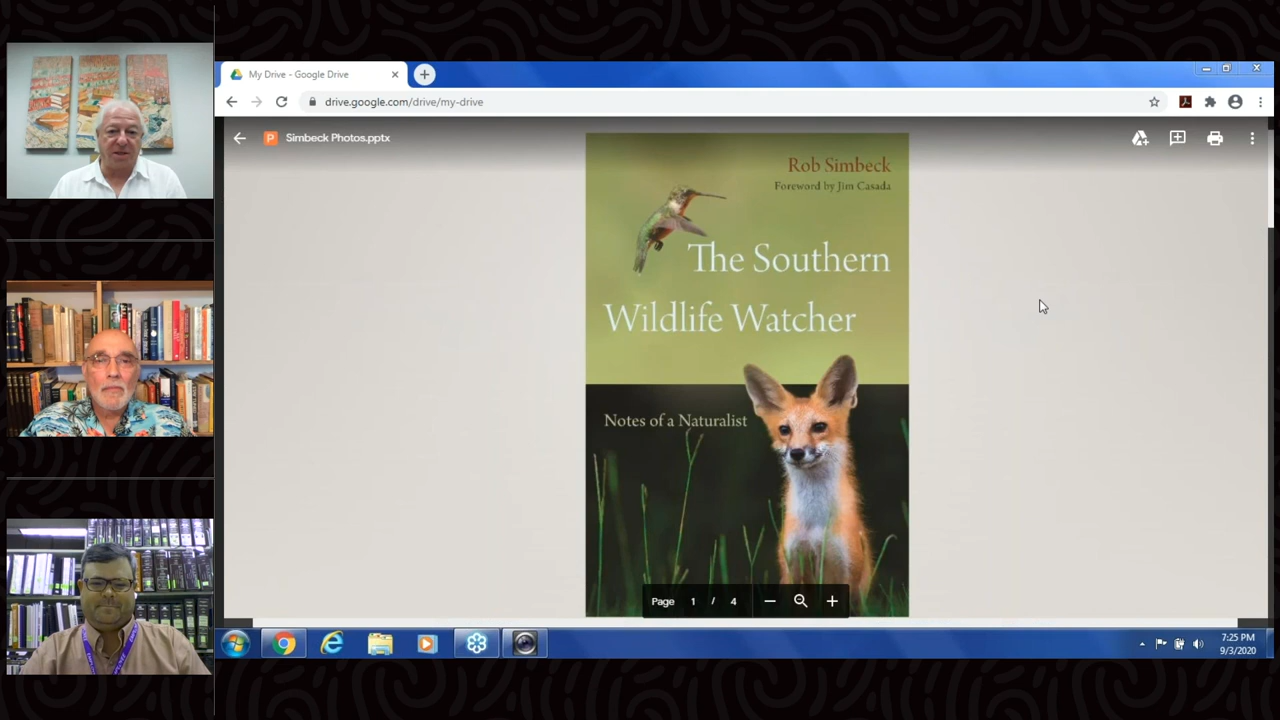 My Drive - Google Drive
drive.google.com/drive/my-drive
P
Simbeck Photos.pptx
Rob Simbeck
Foreword by Jim Casada
The Southern
Wildlife Watcher
Notes of a Naturalist
Page 1 / 4
7:25 PM
9/3/2020